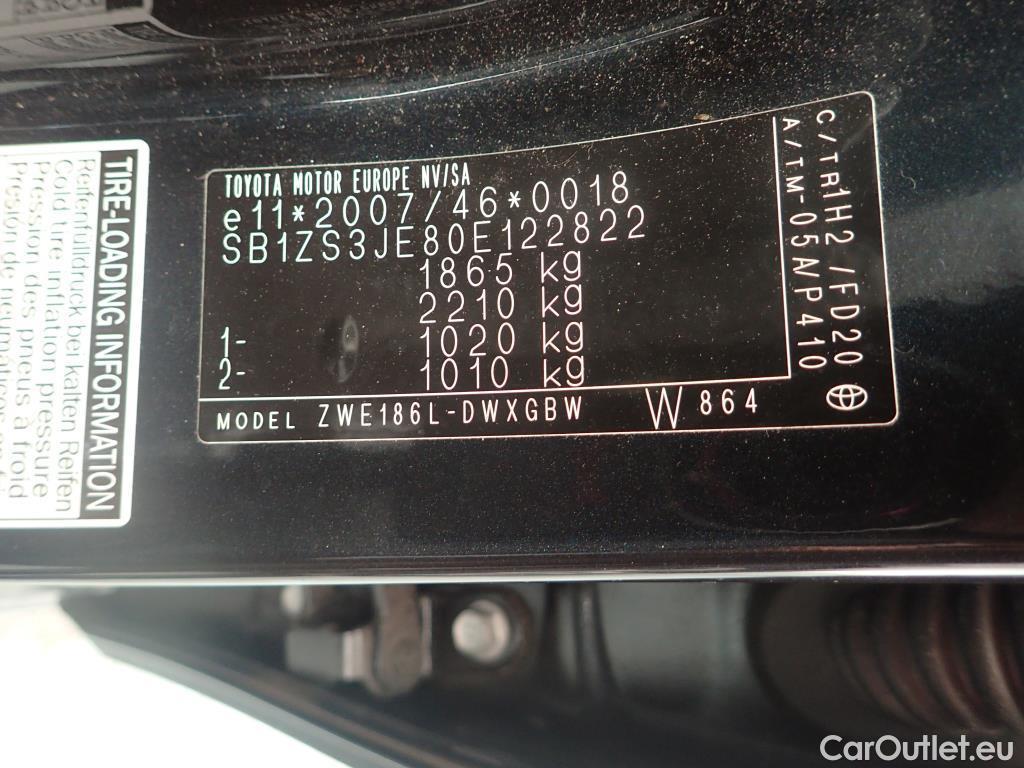 TOYOTA MOTOR EUROPE NV/SA
e11*2007/46*0018
SB1ZS3JE80E122822
1865 kg
2210 kg
1- 1020 kg
2- 1010 kg
MODEL ZWE186L-DWXGBW W 864
C/TR1H2 /FD20
A/TM-05A/P410
TIRE-LOADING INFORMATION
Reifenfülldruck bei kalten Reifen
Cold tire inflation pressure
Pression des pneus à froid
CarOutlet.eu